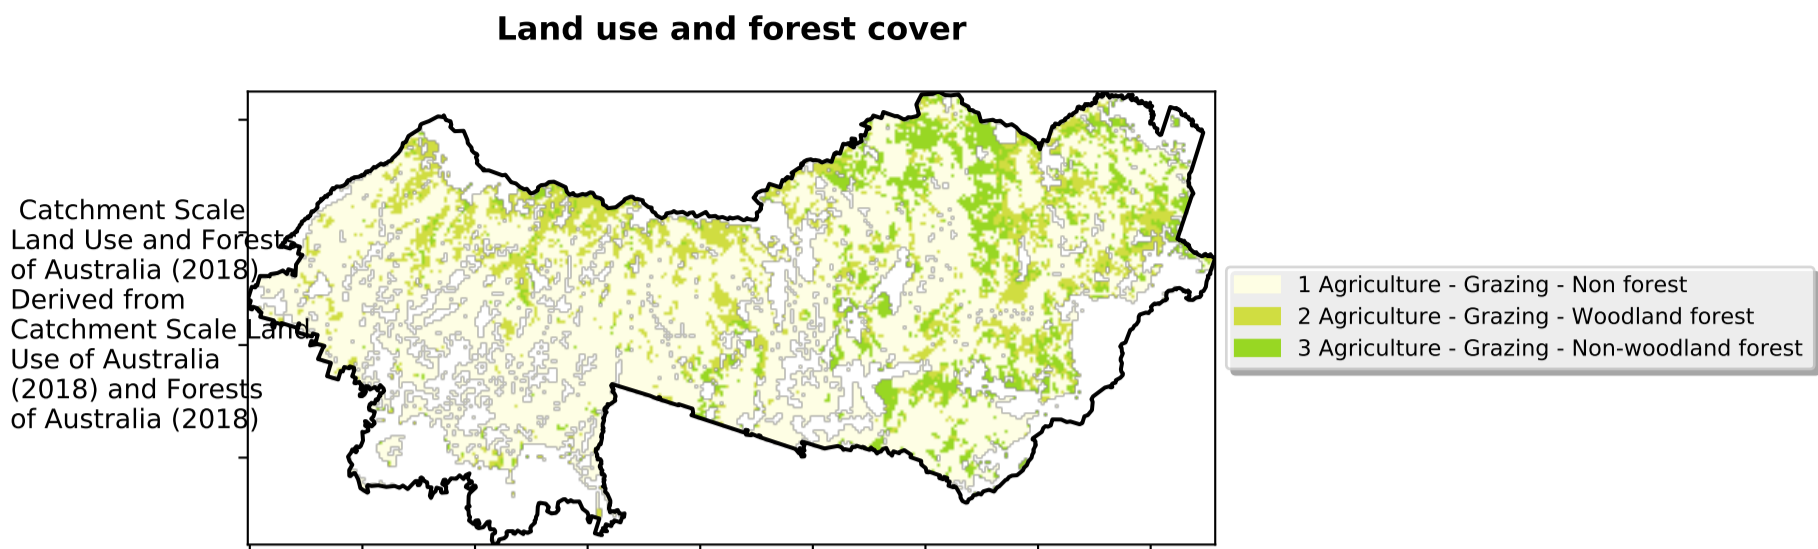 Land use and forest cover
Catchment Scale
Land Use and Forests
of Australia (2018)
Derived from
Catchment Scale Land
Use of Australia
(2018) and Forests
of Australia (2018)
1 Agriculture - Grazing - Non forest
2 Agriculture - Grazing - Woodland forest
3 Agriculture - Grazing - Non-woodland forest